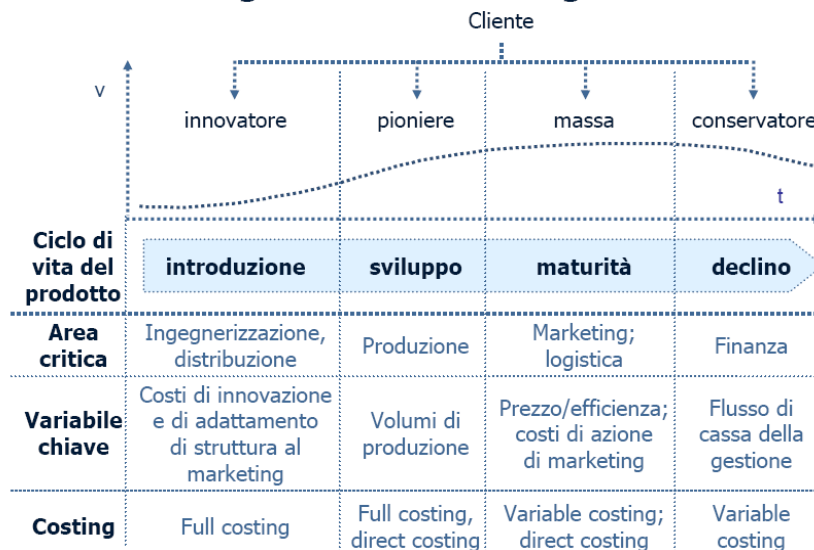 Cliente
v
innovatore
pioniere
massa
conservatore
t
Ciclo di
vita del
prodotto
introduzione
sviluppo
maturità
declino
Area
critica
Ingegnerizzazione,
distribuzione
Produzione
Marketing;
logistica
Finanza
Variabile
chiave
Costi di innovazione
e di adattamento
di struttura al
marketing
Volumi di
produzione
Prezzo/efficienza;
costi di azione
di marketing
Flusso di
cassa della
gestione
Costing
Full costing
Full costing,
direct costing
Variable costing;
direct costing
Variable
costing